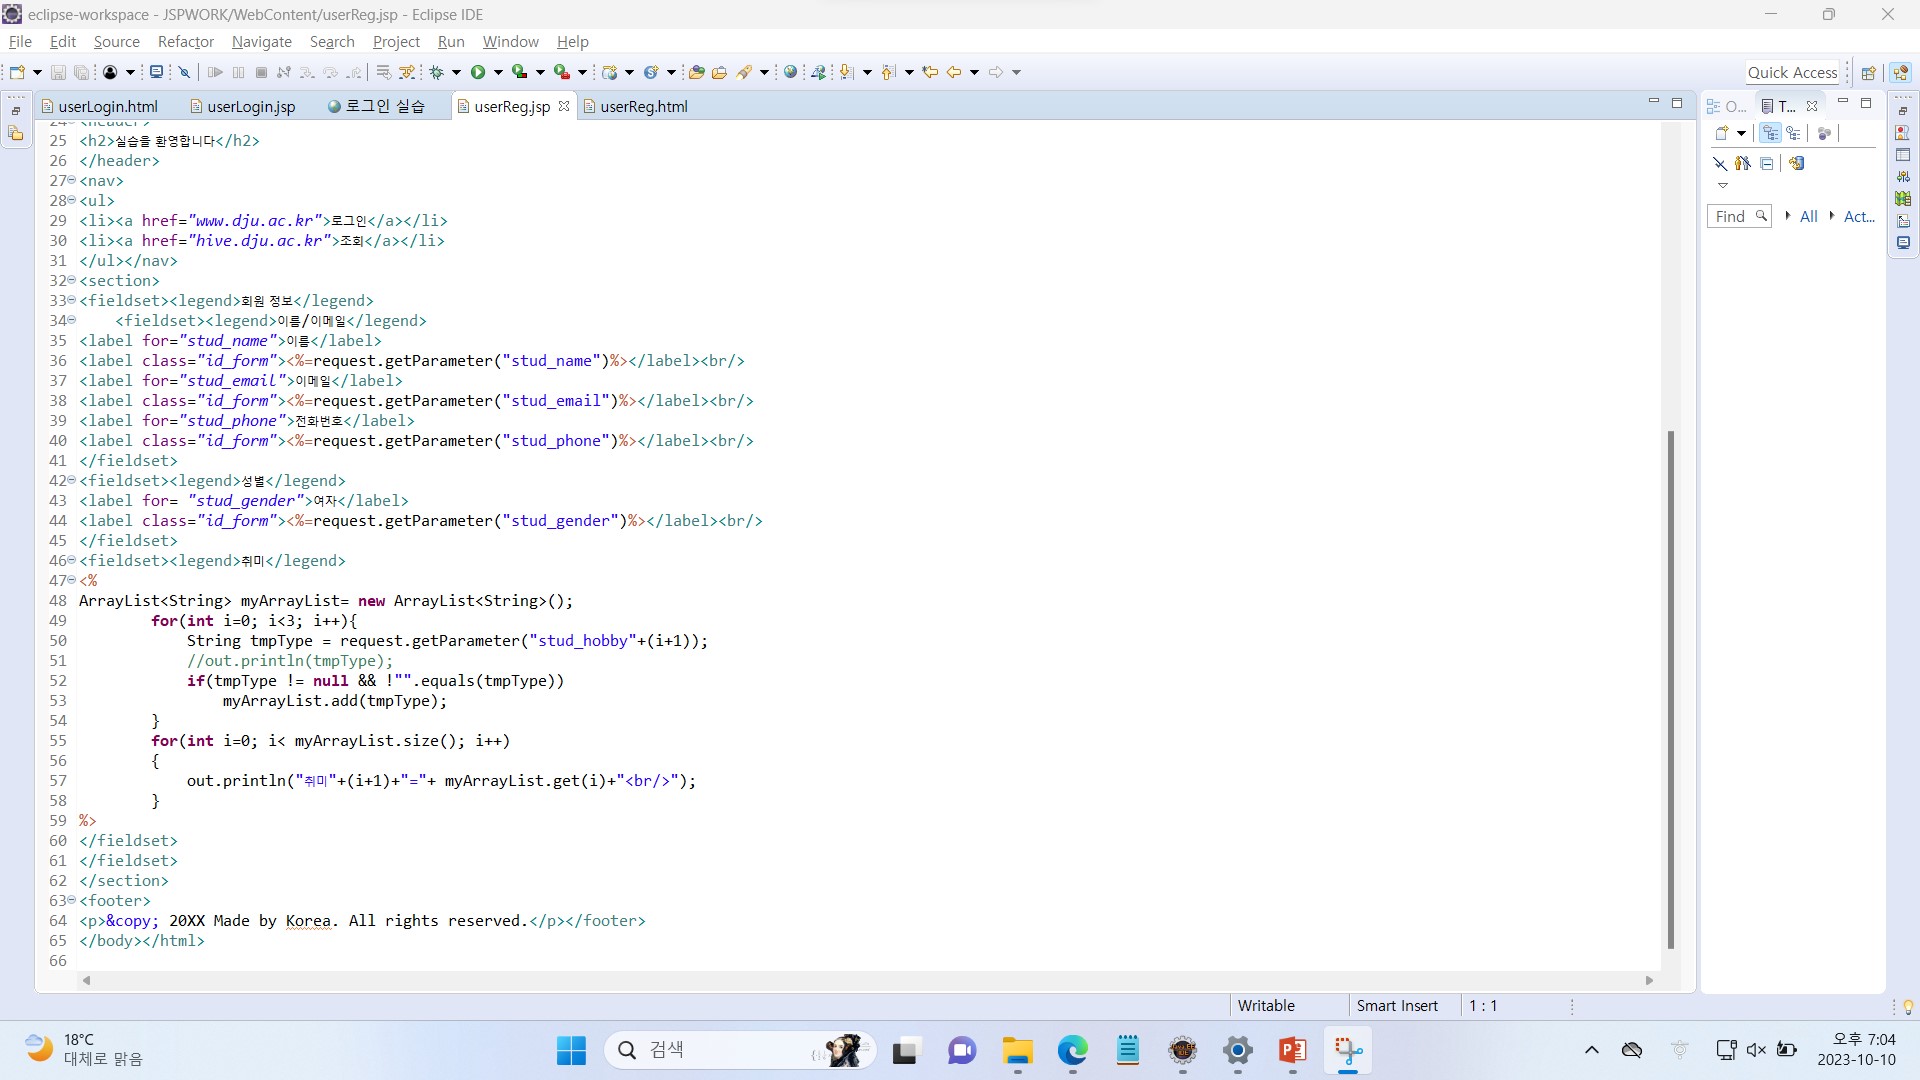 eclipse-workspace - JSPWORK/WebContent/userReg.jsp - Eclipse IDE
File Edit Source Refactor Navigate Search Project Run Window Help
Quick Access
userLogin.html userLogin.jsp 로그인 실습 userReg.jsp userReg.html
O... T...
24 <header>
25 <h2>실습을 환영합니다</h2>
26 </header>
27 <nav>
28 <ul>
29 <li><a href="www.dju.ac.kr">로그인</a></li>
30 <li><a href="hive.dju.ac.kr">조회</a></li>
31 </ul></nav>
32 <section>
33 <fieldset><legend>회원 정보</legend>
34     <fieldset><legend>이름/이메일</legend>
35 <label for="stud_name">이름</label>
36 <label class="id_form"><%=request.getParameter("stud_name")%></label><br/>
37 <label for="stud_email">이메일</label>
38 <label class="id_form"><%=request.getParameter("stud_email")%></label><br/>
39 <label for="stud_phone">전화번호</label>
40 <label class="id_form"><%=request.getParameter("stud_phone")%></label><br/>
41 </fieldset>
42 <fieldset><legend>성별</legend>
43 <label for= "stud_gender">여자</label>
44 <label class="id_form"><%=request.getParameter("stud_gender")%></label><br/>
45 </fieldset>
46 <fieldset><legend>취미</legend>
47 <%
48 ArrayList<String> myArrayList= new ArrayList<String>();
49         for(int i=0; i<3; i++){
50             String tmpType = request.getParameter("stud_hobby"+(i+1));
51             //out.println(tmpType);
52             if(tmpType != null && !"".equals(tmpType))
53                 myArrayList.add(tmpType);
54         }
55         for(int i=0; i< myArrayList.size(); i++)
56         {
57             out.println("취미"+(i+1)+"="+ myArrayList.get(i)+"<br/>");
58         }
59 %>
60 </fieldset>
61 </fieldset>
62 </section>
63 <footer>
64 <p>&copy; 20XX Made by Korea. All rights reserved.</p></footer>
65 </body></html>
66
Find All Act...
Writable Smart Insert 1 : 1
18°C
대체로 맑음
검색
오후 7:04
2023-10-10